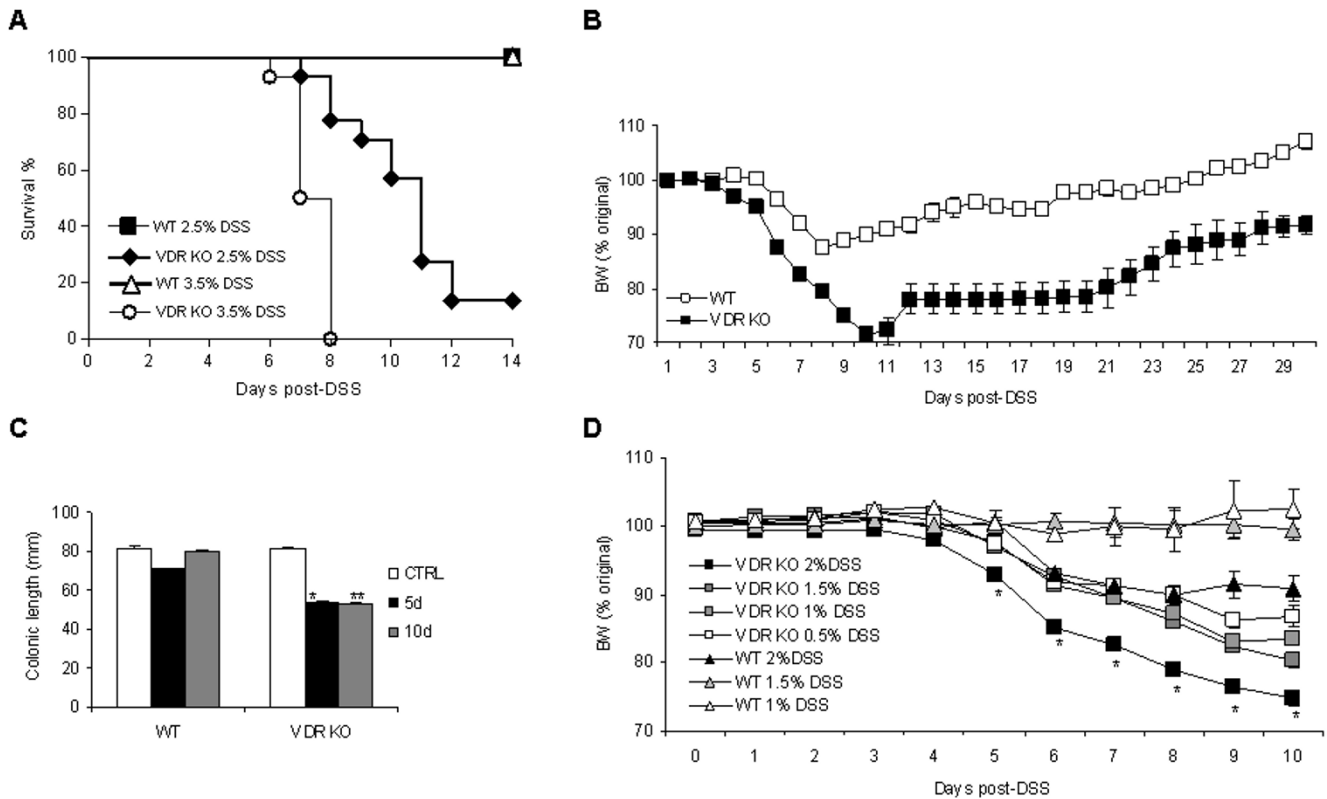 A
100
80
60
40
20
0
Survival %
WT 2.5% DSS
VDR KO 2.5% DSS
WT 3.5% DSS
VDR KO 3.5% DSS
0 2 4 6 8 10 12 14
Days post-DSS
B
110
100
90
80
70
BW (% original)
WT
VDR KO
1 3 5 7 9 11 13 15 17 19 21 23 25 27 29
Days post-DSS
C
100
80
60
40
20
0
Colonic length (mm)
* **
CTRL
5d
10d
WT VDR KO
D
110
100
90
80
70
BW (% original)
VDR KO 2%DSS
VDR KO 1.5% DSS
VDR KO 1% DSS
VDR KO 0.5% DSS
WT 2%DSS
WT 1.5% DSS
WT 1% DSS
* * * * * *
0 1 2 3 4 5 6 7 8 9 10
Days post-DSS